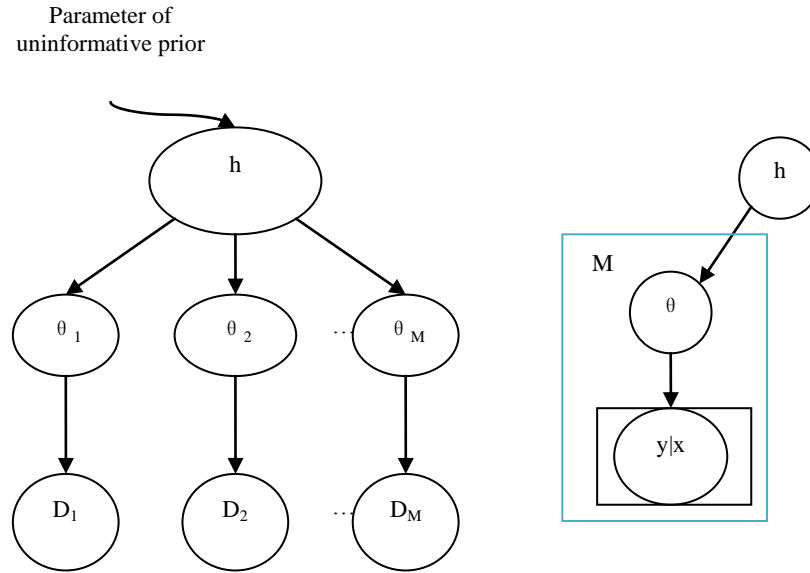 Parameter of
uninformative prior
h
θ 1
θ 2
…
θ M
D1
D2
…
DM
h
M
θ
y|x